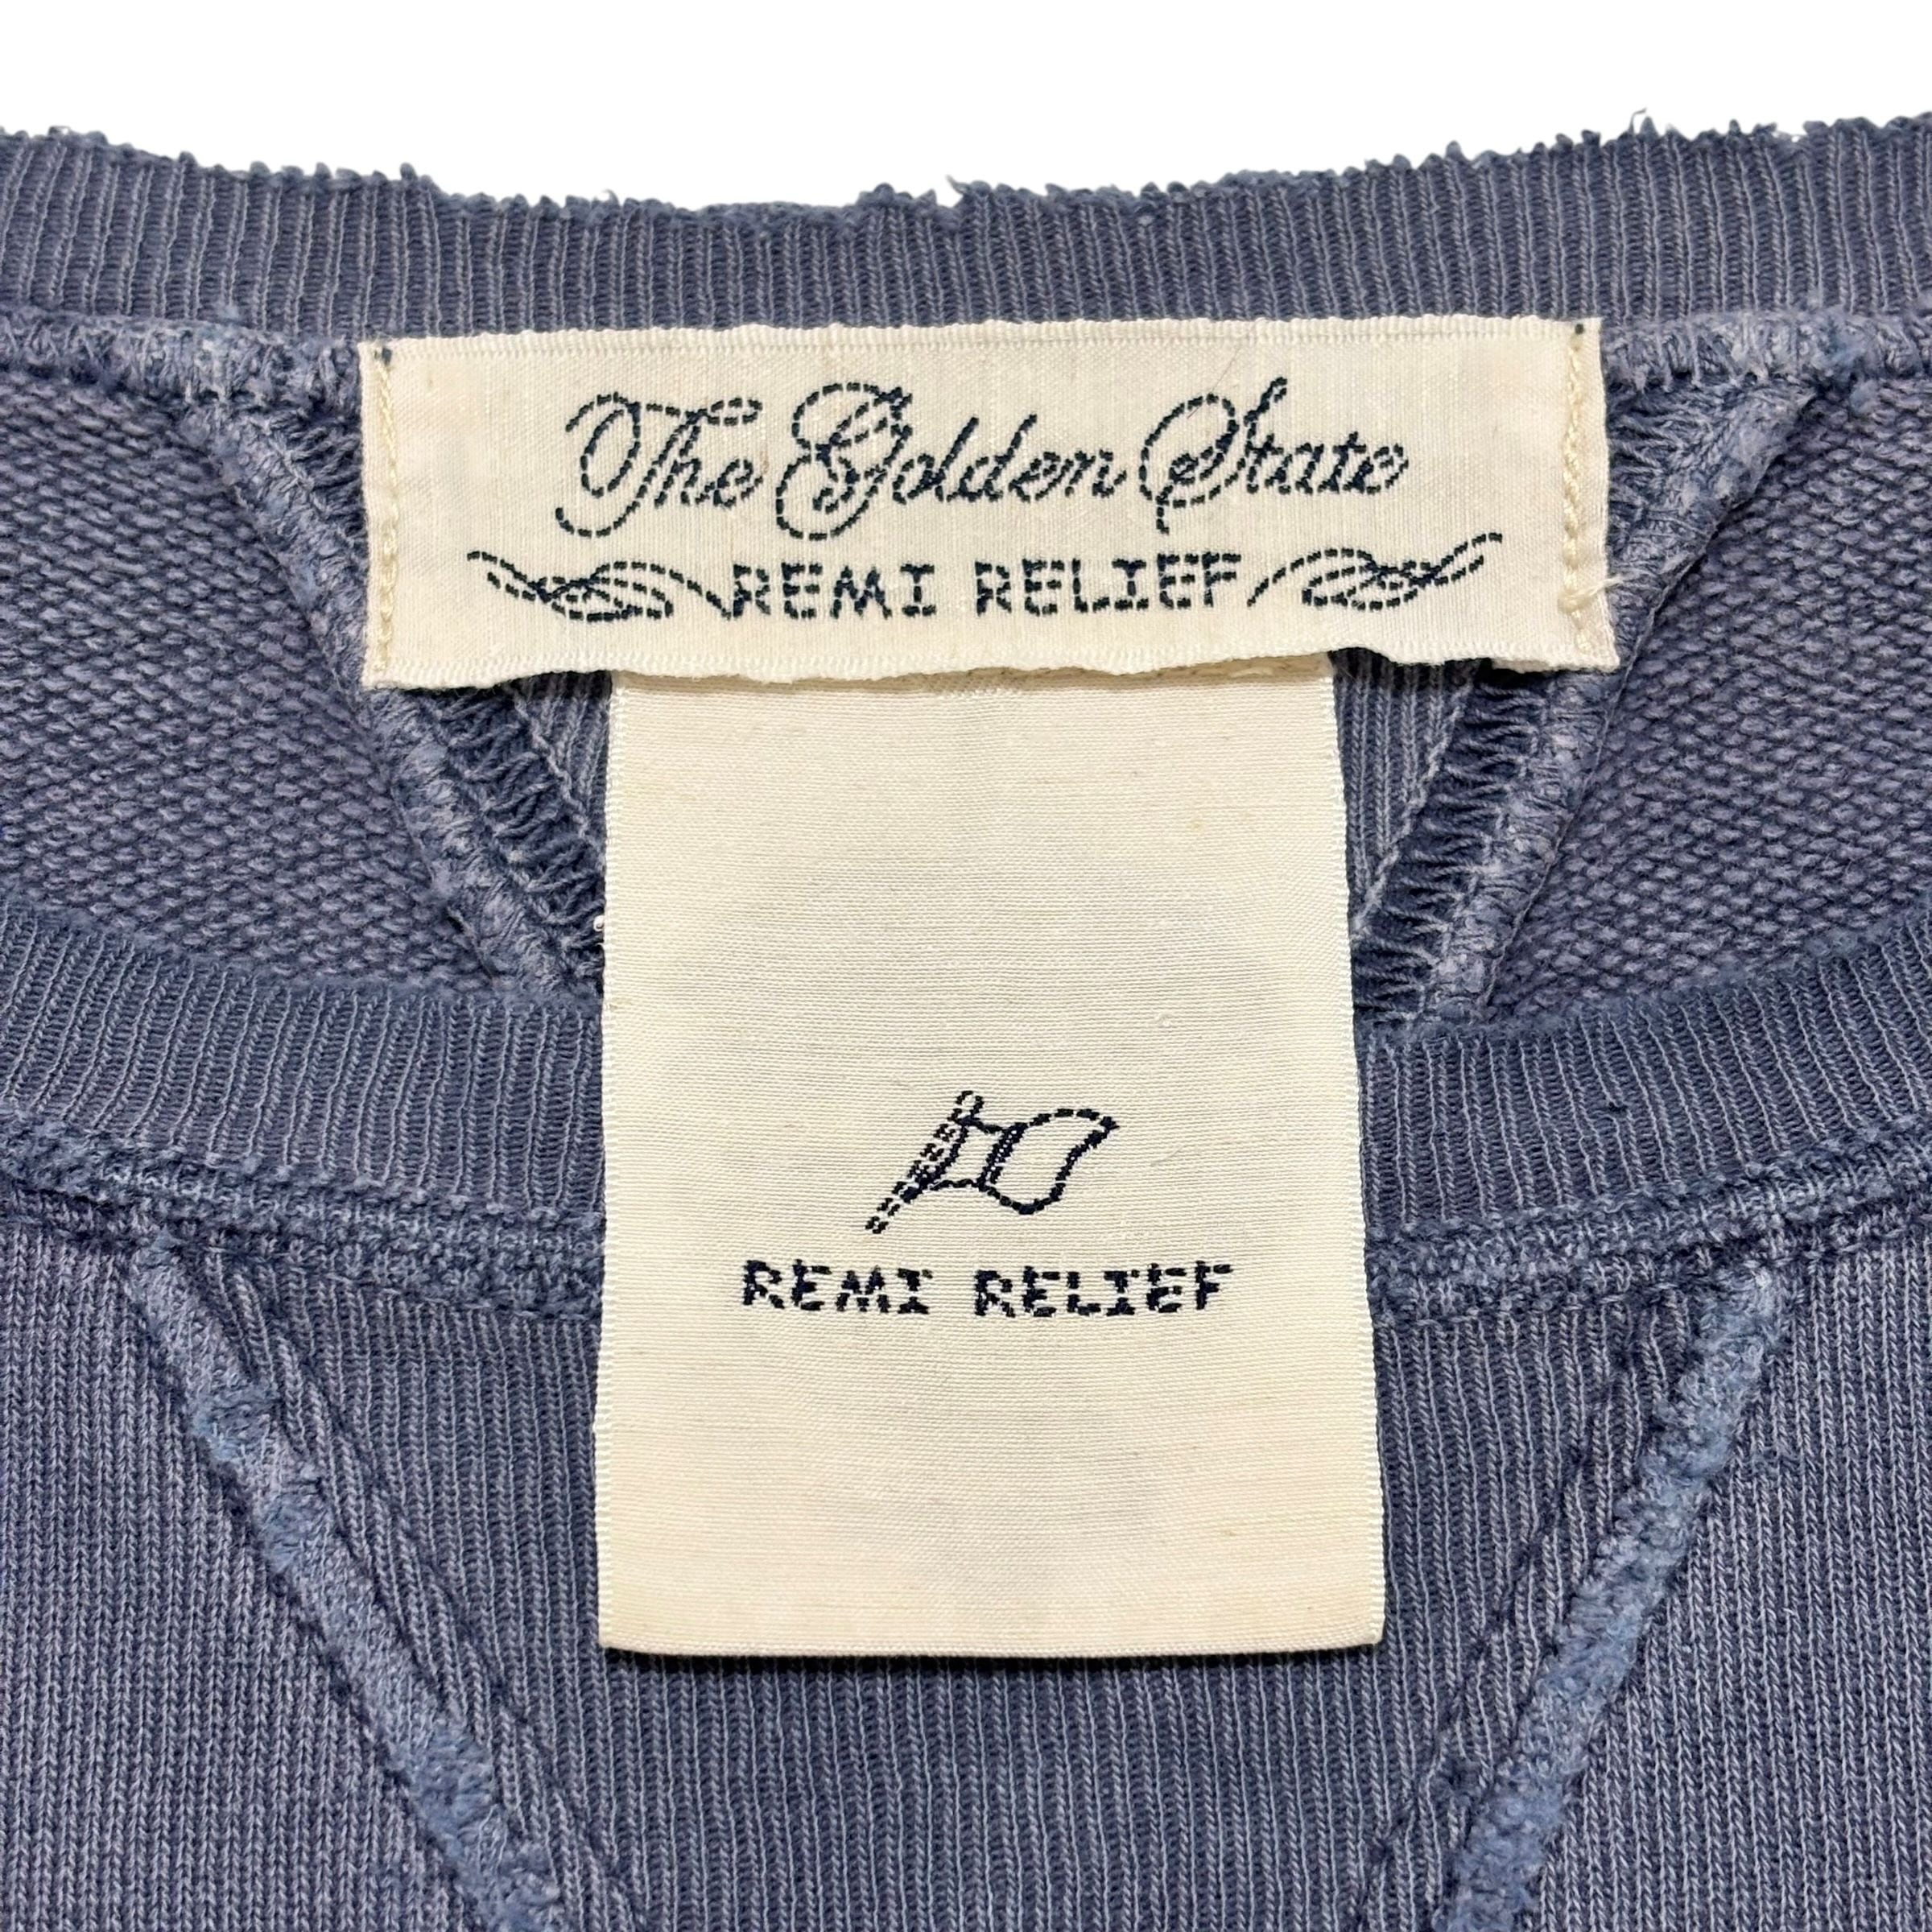 The Golden State
REMI RELIEF
REMI RELIEF